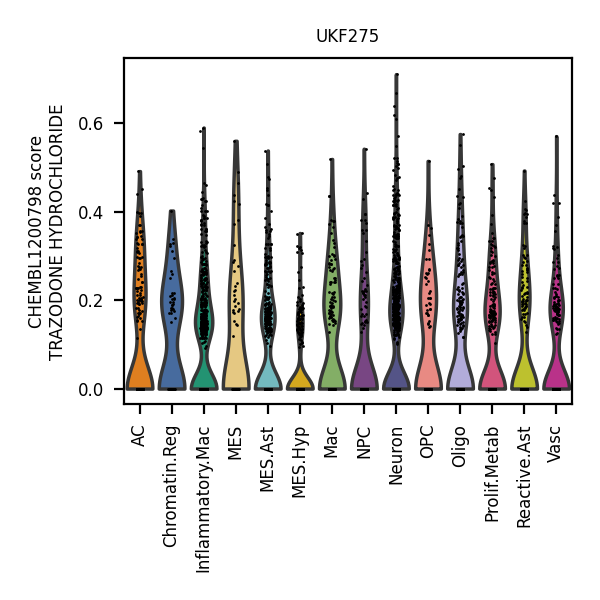 UKF275
CHEMBL1200798 score
TRAZODONE HYDROCHLORIDE
0.6
0.4
0.2
0.0
AC
Chromatin.Reg
Inflammatory.Mac
MES
MES.Ast
MES.Hyp
Mac
NPC
Neuron
OPC
Oligo
Prolif.Metab
Reactive.Ast
Vasc